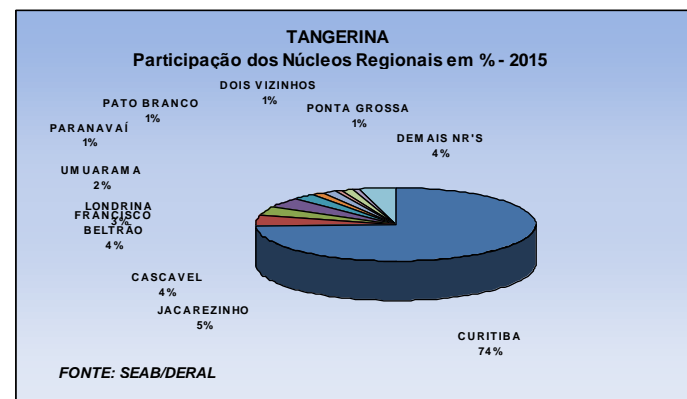 TANGERINA
Participação dos Núcleos Regionais em % - 2015
DOIS VIZINHOS
1%
PATO BRANCO
1%
PONTA GROSSA
1%
PARANAVAÍ
1%
DEMAIS NR'S
4%
UMUARAMA
2%
LONDRINA
3%
FRANCISCO
BELTRÃO
4%
CASCAVEL
4%
JACAREZINHO
5%
CURITIBA
74%
FONTE: SEAB/DERAL